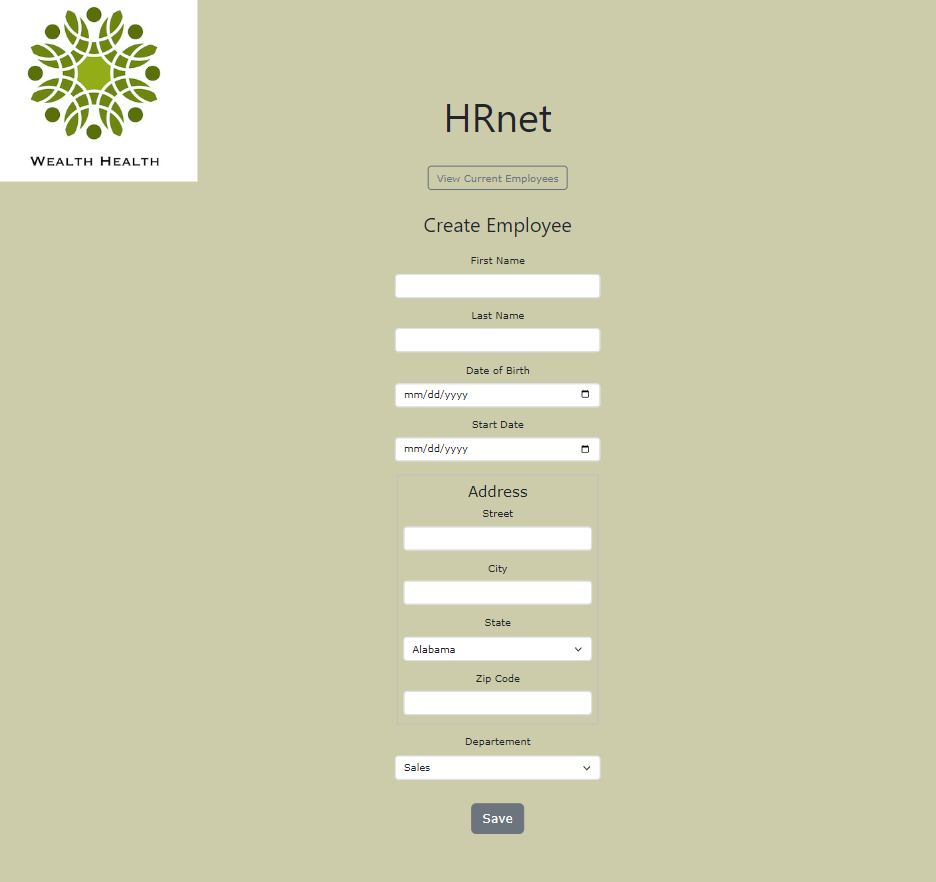 WEALTH HEALTH
HRnet
View Current Employees
Create Employee
First Name
Last Name
Date of Birth
mm/dd/yyyy
Start Date
mm/dd/yyyy
Address
Street
City
State
Alabama
Zip Code
Departement
Sales
Save